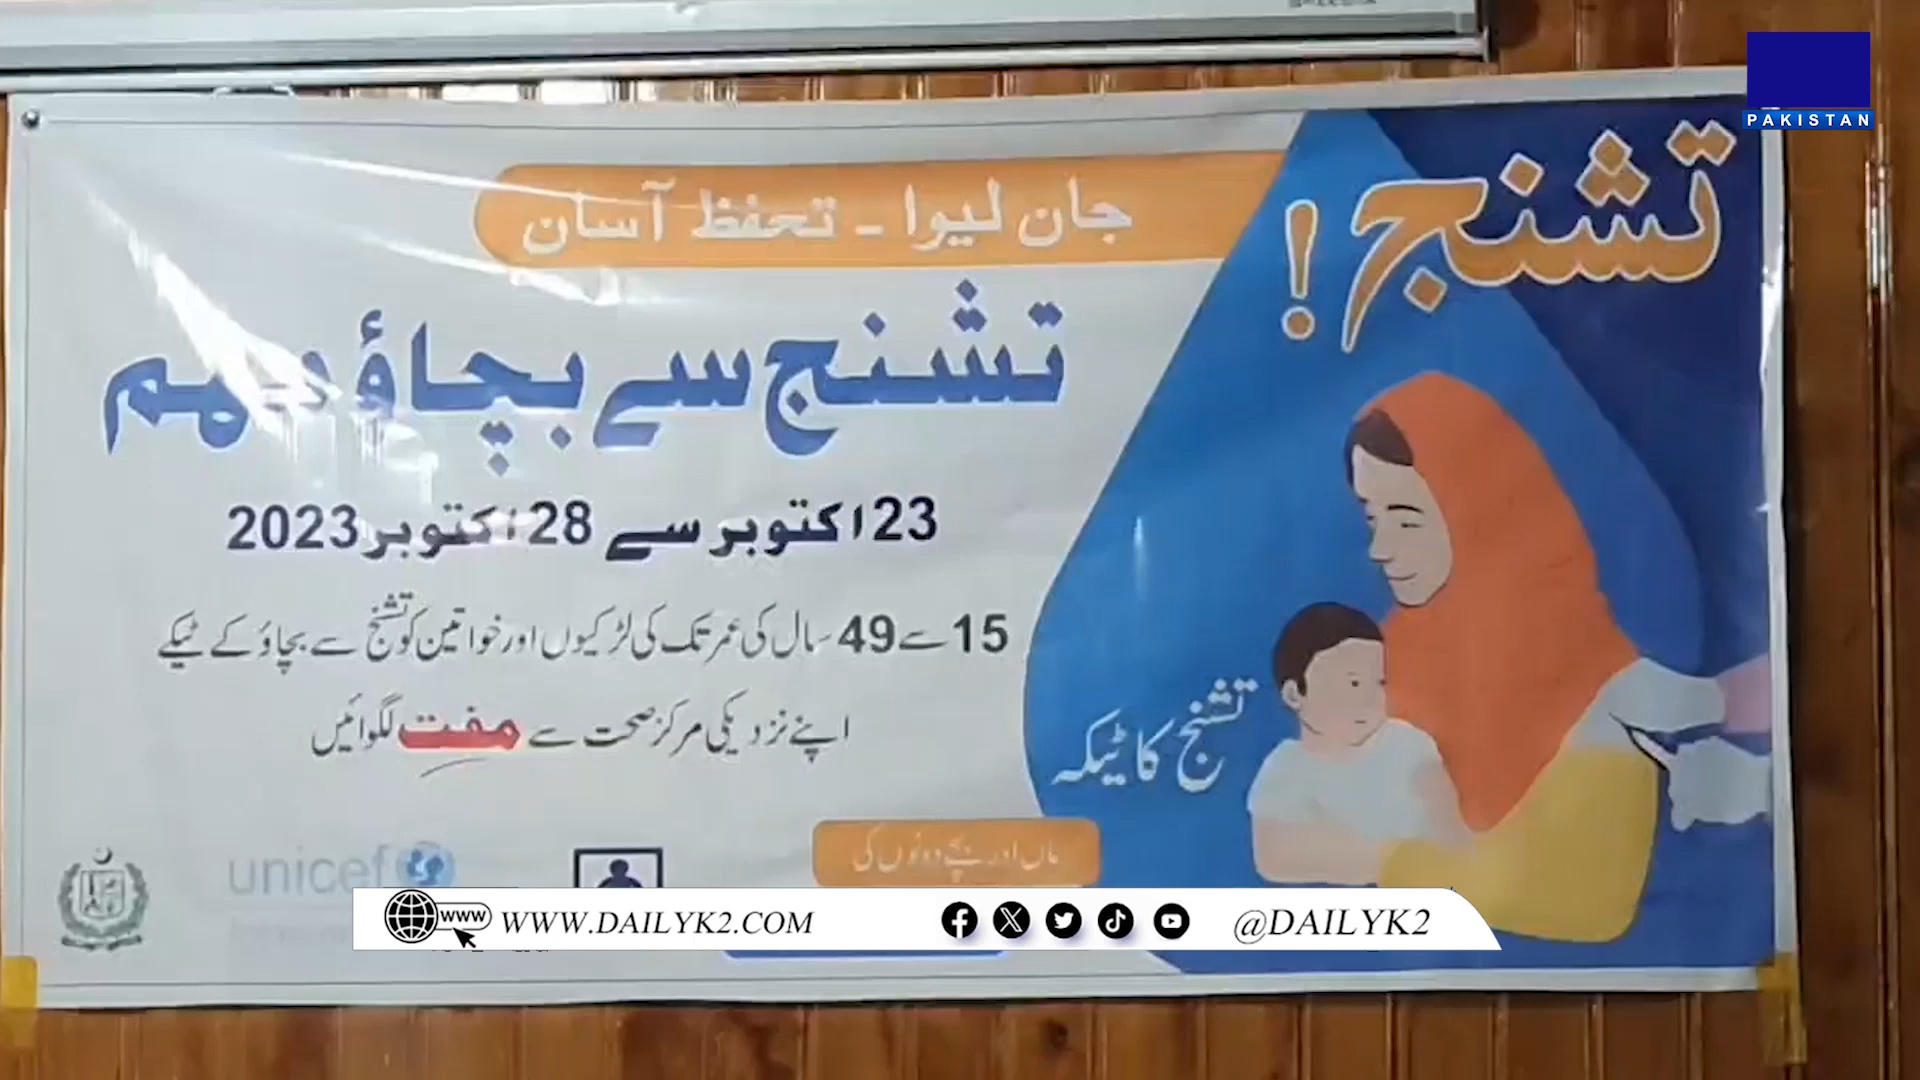 PAKISTAN
تشنج!
جان لیوا - تحفظ آسان
تشنج سے بچاؤ مہم
23 اکتوبر سے 28 اکتوبر 2023
15 سے 49 سال کی عمر تک کی لڑکیوں اور خواتین کو تشنج سے بچاؤ کے ٹیکے
اپنے نزدیکی مرکز صحت سے مفت لگوائیں
تشنج کا ٹیکہ
ماں اور بچے دونوں کی
unicef
www
WWW.DAILYK2.COM
@DAILYK2